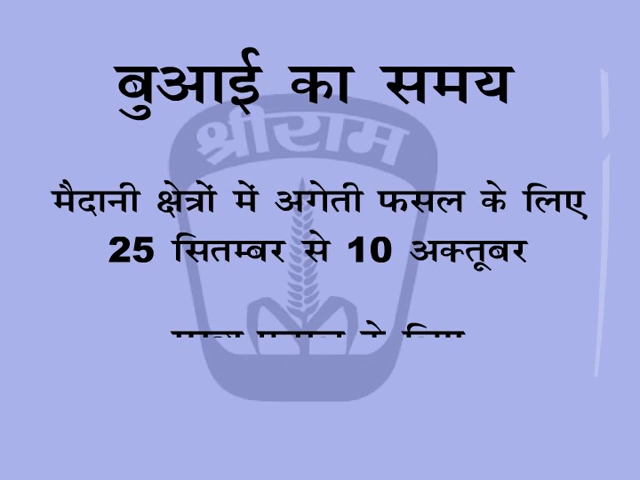 बुआई का समय
श्रीराम
मैदानी क्षेत्रों में अगेती फसल के लिए
25 सितम्बर से 10 अक्तूबर
के लिए